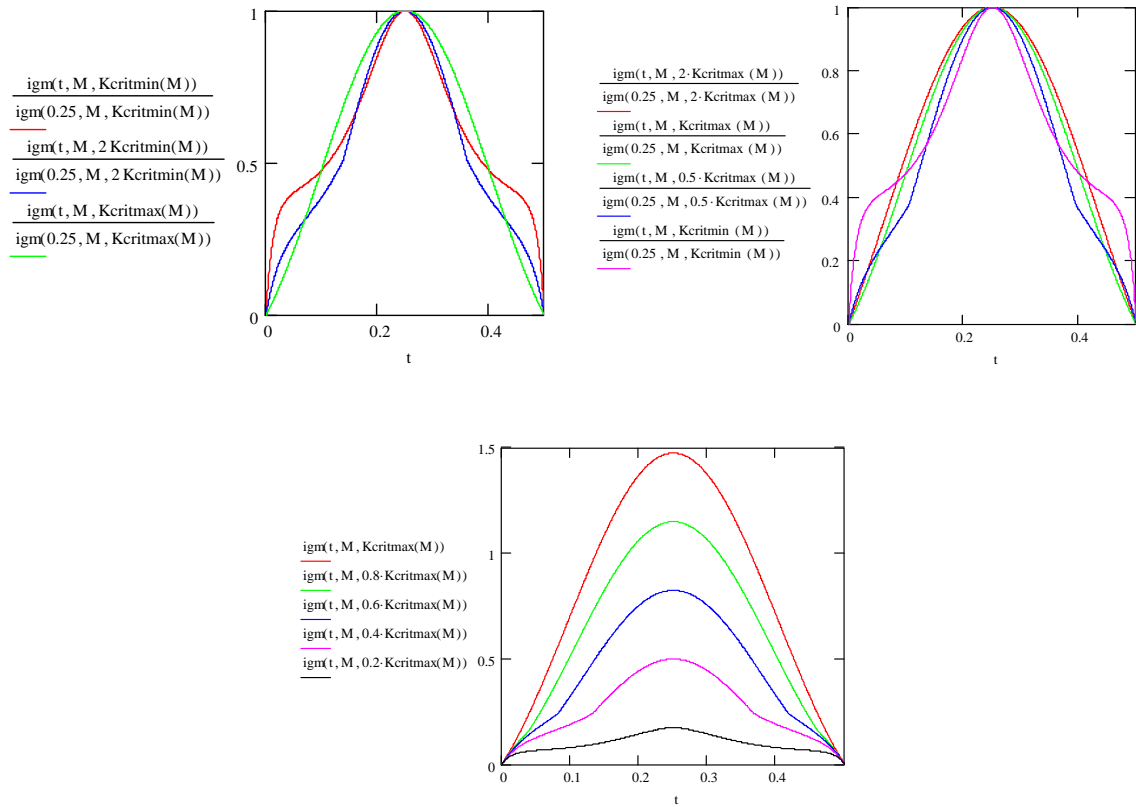 igm(t, M, Kcritmin(M))
igm(0.25, M, Kcritmin(M))
igm(t, M, 2 Kcritmin(M))
igm(0.25, M, 2 Kcritmin(M))
igm(t, M, Kcritmax(M))
igm(0.25, M, Kcritmax(M))
1
0.5
0
0 0.2 0.4
t
igm(t, M, 2·Kcritmax (M))
igm(0.25, M, 2·Kcritmax (M))
igm(t, M, Kcritmax (M))
igm(0.25, M, Kcritmax (M))
igm(t, M, 0.5·Kcritmax (M))
igm(0.25, M, 0.5·Kcritmax (M))
igm(t, M, Kcritmin (M))
igm(0.25, M, Kcritmin (M))
1
0.8
0.6
0.4
0.2
0
0 0.2 0.4
t
igm(t, M, Kcritmax(M))
igm(t, M, 0.8·Kcritmax(M))
igm(t, M, 0.6·Kcritmax(M))
igm(t, M, 0.4·Kcritmax(M))
igm(t, M, 0.2·Kcritmax(M))
1.5
1
0.5
0
0 0.1 0.2 0.3 0.4
t